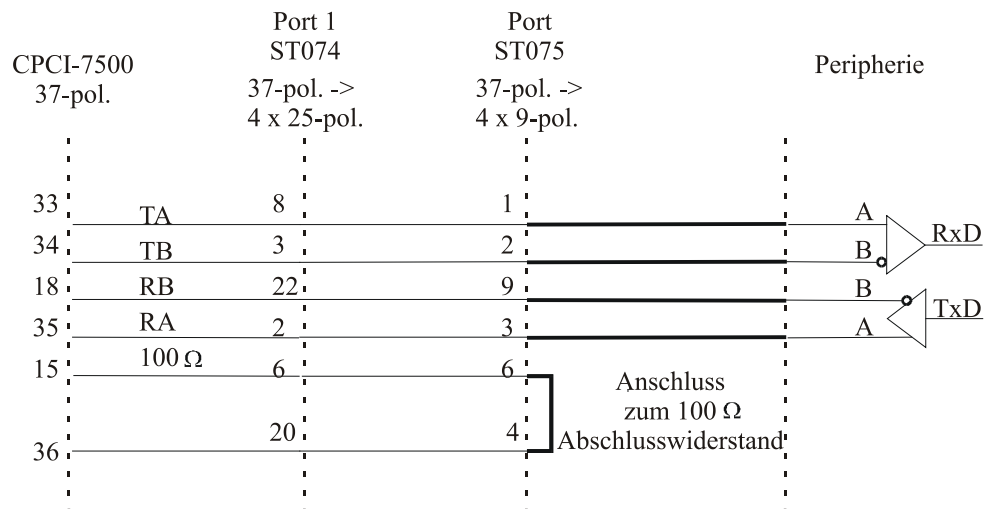 CPCI-7500
37-pol.
Port 1
ST074
37-pol. ->
4 x 25-pol.
Port
ST075
37-pol. ->
4 x 9-pol.
Peripherie
33 TA 8 1 A
RxD
34 TB 3 2 B
18 RB 22 9 B
TxD
35 RA 2 3 A
15 100 Ω 6 6
36 20 4
Anschluss
zum 100 Ω
Abschlusswiderstand